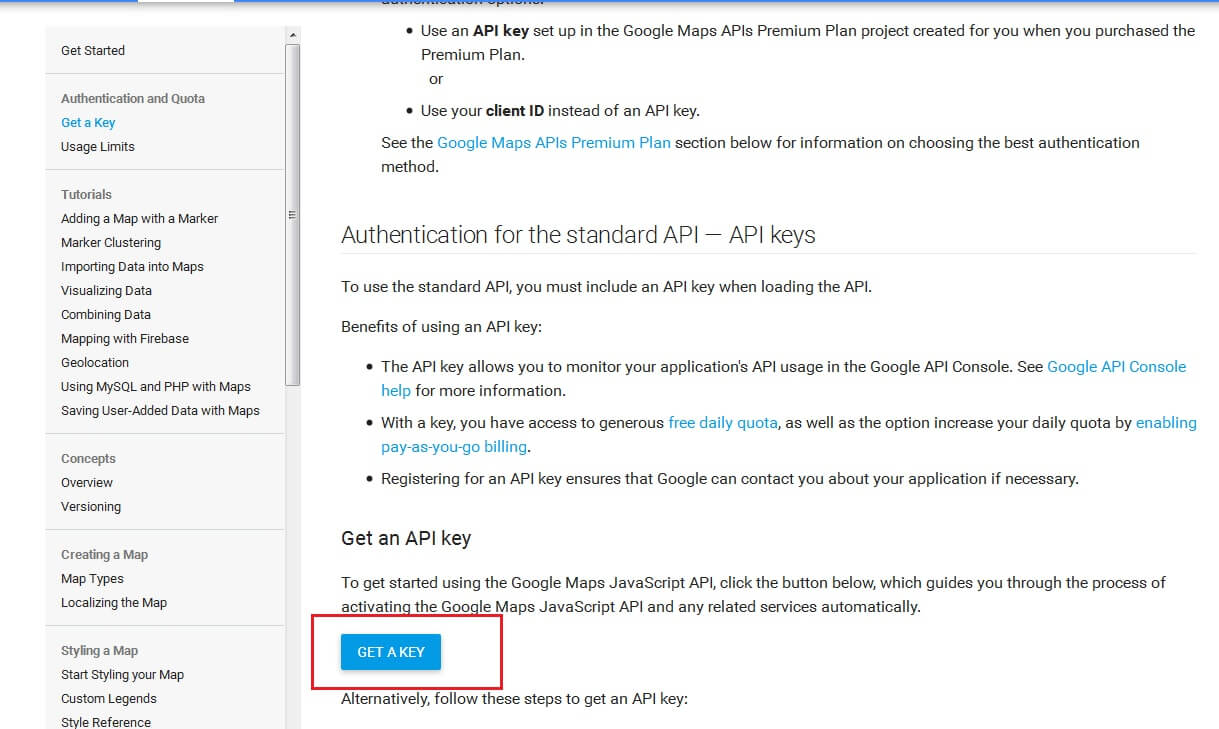 Get Started
Authentication and Quota
Get a Key
Usage Limits
Tutorials
Adding a Map with a Marker
Marker Clustering
Importing Data into Maps
Visualizing Data
Combining Data
Mapping with Firebase
Geolocation
Using MySQL and PHP with Maps
Saving User-Added Data with Maps
Concepts
Overview
Versioning
Creating a Map
Map Types
Localizing the Map
Styling a Map
Start Styling your Map
Custom Legends
Style Reference
authentication options:
• Use an API key set up in the Google Maps APIs Premium Plan project created for you when you purchased the
Premium Plan.
or
• Use your client ID instead of an API key.
See the Google Maps APIs Premium Plan section below for information on choosing the best authentication
method.
Authentication for the standard API — API keys
To use the standard API, you must include an API key when loading the API.
Benefits of using an API key:
• The API key allows you to monitor your application's API usage in the Google API Console. See Google API Console
help for more information.
• With a key, you have access to generous free daily quota, as well as the option increase your daily quota by enabling
pay-as-you-go billing.
• Registering for an API key ensures that Google can contact you about your application if necessary.
Get an API key
To get started using the Google Maps JavaScript API, click the button below, which guides you through the process of
activating the Google Maps JavaScript API and any related services automatically.
GET A KEY
Alternatively, follow these steps to get an API key: